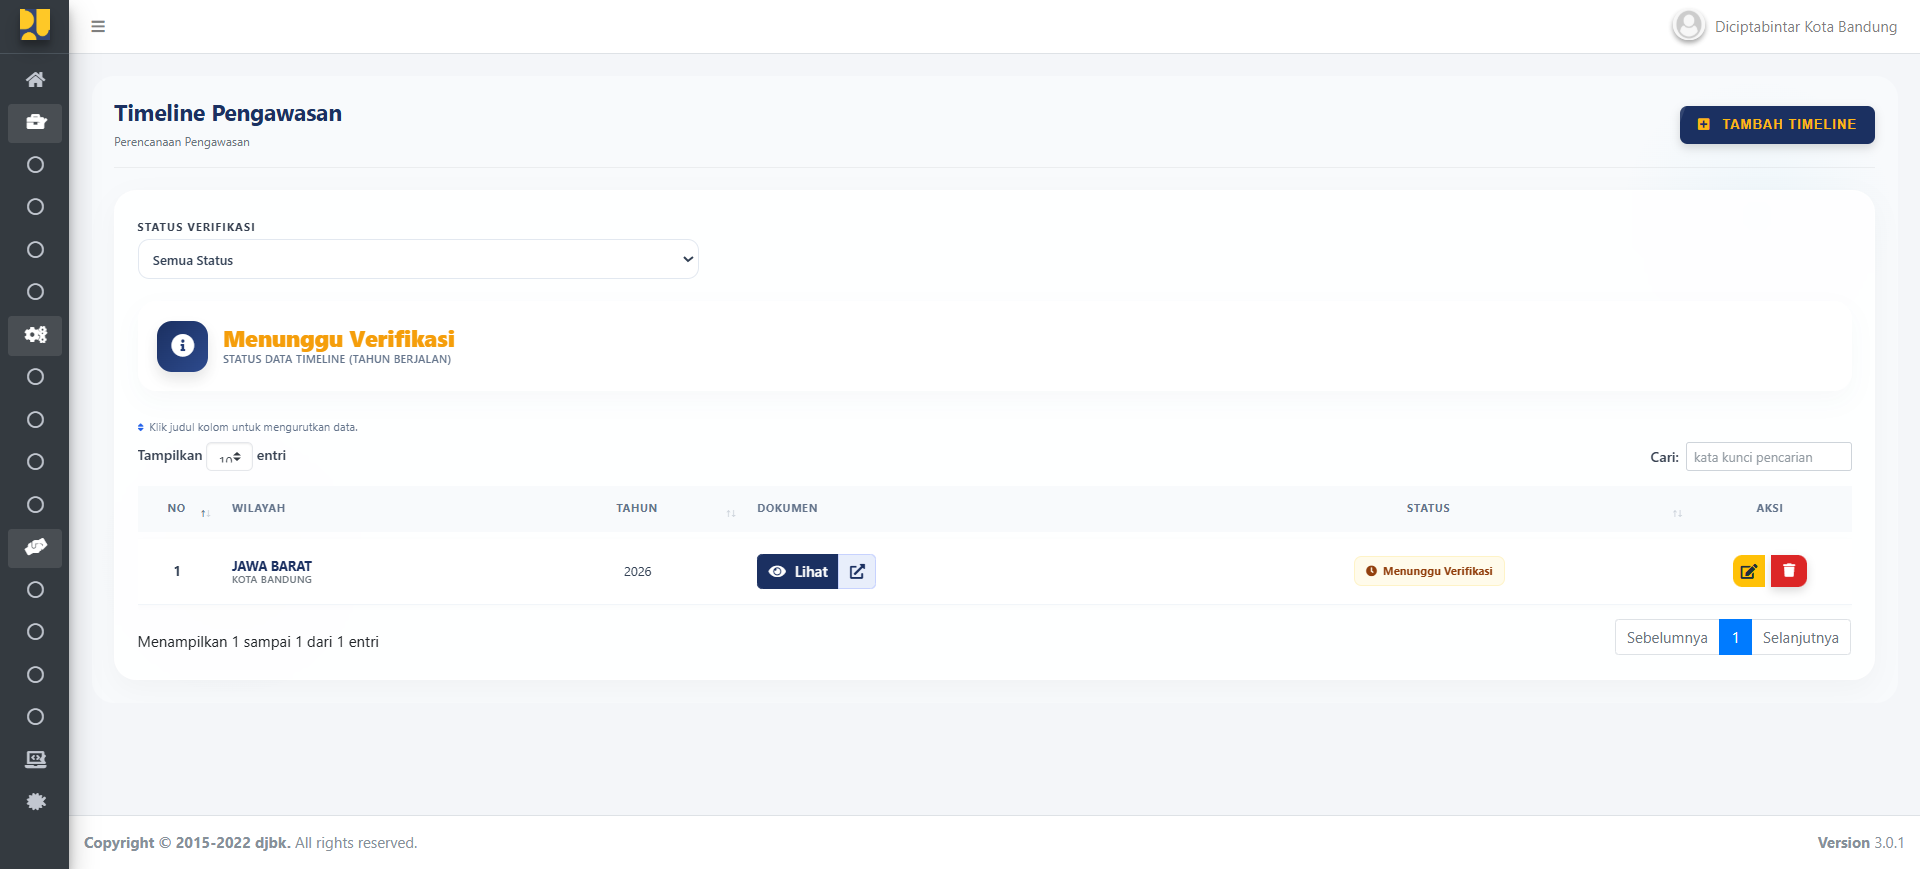 Diciptabintar Kota Bandung
Timeline Pengawasan
Perencanaan Pengawasan
TAMBAH TIMELINE
STATUS VERIFIKASI
Semua Status
Menunggu Verifikasi
STATUS DATA TIMELINE (TAHUN BERJALAN)
Klik judul kolom untuk mengurutkan data.
Tampilkan 10 entri
Cari: kata kunci pencarian
NO WILAYAH TAHUN DOKUMEN STATUS AKSI
1 JAWA BARAT 2026 Lihat Menunggu Verifikasi
KOTA BANDUNG
Menampilkan 1 sampai 1 dari 1 entri
Sebelumnya 1 Selanjutnya
Copyright © 2015-2022 djbk. All rights reserved.
Version 3.0.1